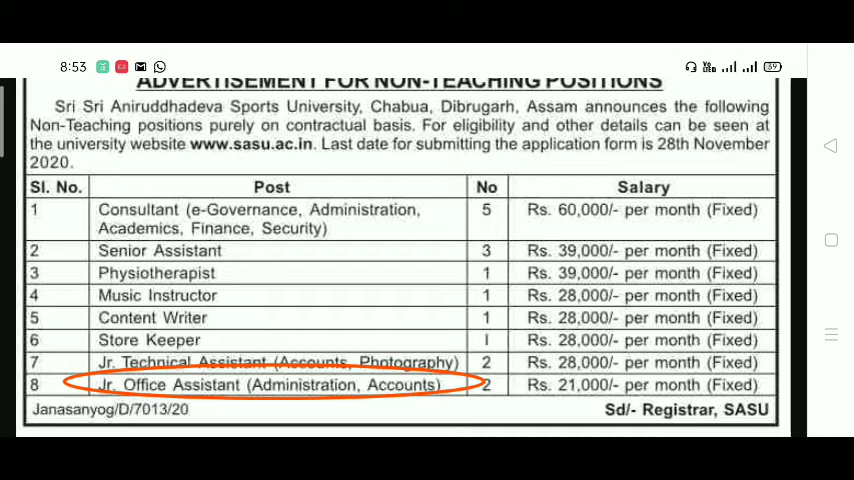 8:53
89
ADVERTISEMENT FOR NON-TEACHING POSITIONS
Sri Sri Aniruddhadeva Sports University, Chabua, Dibrugarh, Assam announces the following
Non-Teaching positions purely on contractual basis. For eligibility and other details can be seen at
the university website www.sasu.ac.in. Last date for submitting the application form is 28th November
2020.
Sl. No. Post No Salary
1 Consultant (e-Governance, Administration, 5 Rs. 60,000/- per month (Fixed)
Academics, Finance, Security)
2 Senior Assistant 3 Rs. 39,000/- per month (Fixed)
3 Physiotherapist 1 Rs. 39,000/- per month (Fixed)
4 Music Instructor 1 Rs. 28,000/- per month (Fixed)
5 Content Writer 1 Rs. 28,000/- per month (Fixed)
6 Store Keeper I Rs. 28,000/- per month (Fixed)
7 Jr. Technical Assistant (Accounts, Photography) 2 Rs. 28,000/- per month (Fixed)
8 Jr. Office Assistant (Administration, Accounts) 2 Rs. 21,000/- per month (Fixed)
Janasanyog/D/7013/20 Sd/- Registrar, SASU